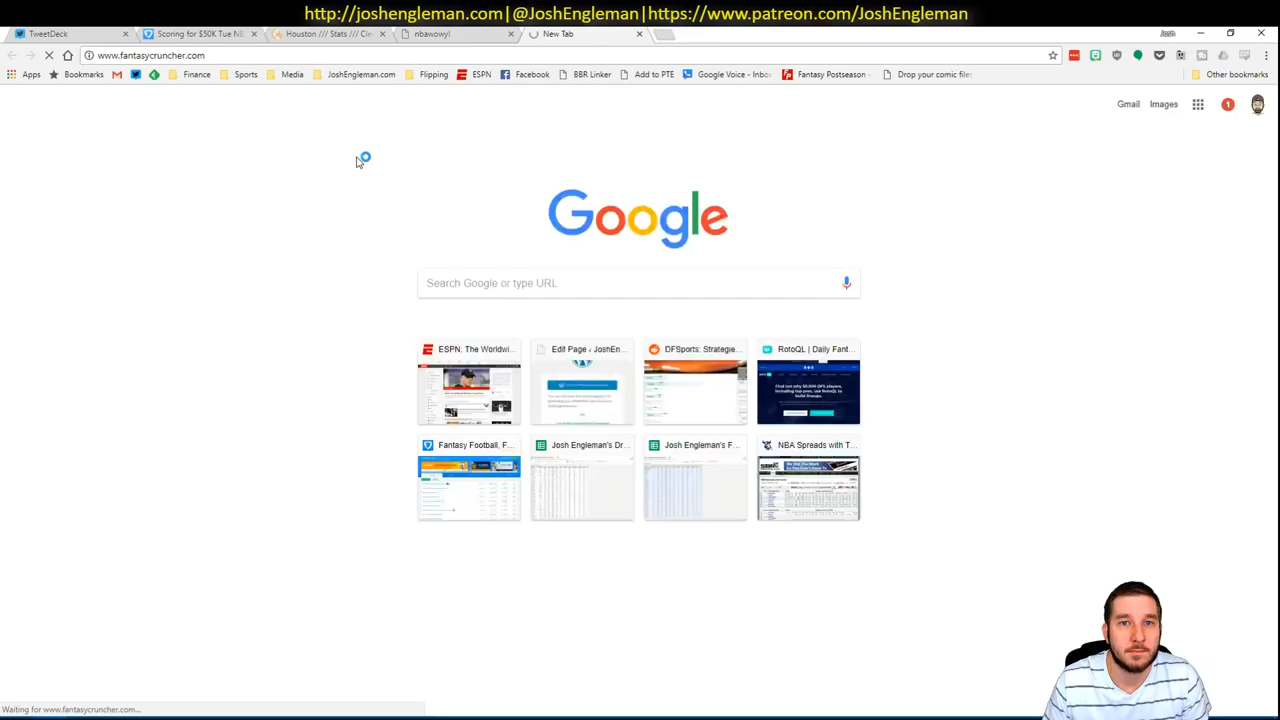 http://joshengleman.com|@JoshEngleman|https://www.patreon.com/JoshEngleman
TweetDeck
Scoring for $50K Tue NB
Houston /// Stats /// Cle
nbawowy!
New Tab
Josh
www.fantasycruncher.com
Apps
Bookmarks
Finance
Sports
Media
JoshEngleman.com
Flipping
ESPN
Facebook
BBR Linker
Add to PTE
Google Voice - Inbox
Fantasy Postseason -
Drop your comic files
Other bookmarks
Gmail
Images
1
Google
Search Google or type URL
ESPN: The Worldwi...
Edit Page ‹ JoshEn...
DFSports: Strategie...
RotoQL | Daily Fant...
Fantasy Football, F...
Josh Engleman's Dr...
Josh Engleman's F...
NBA Spreads with T...
Waiting for www.fantasycruncher.com...